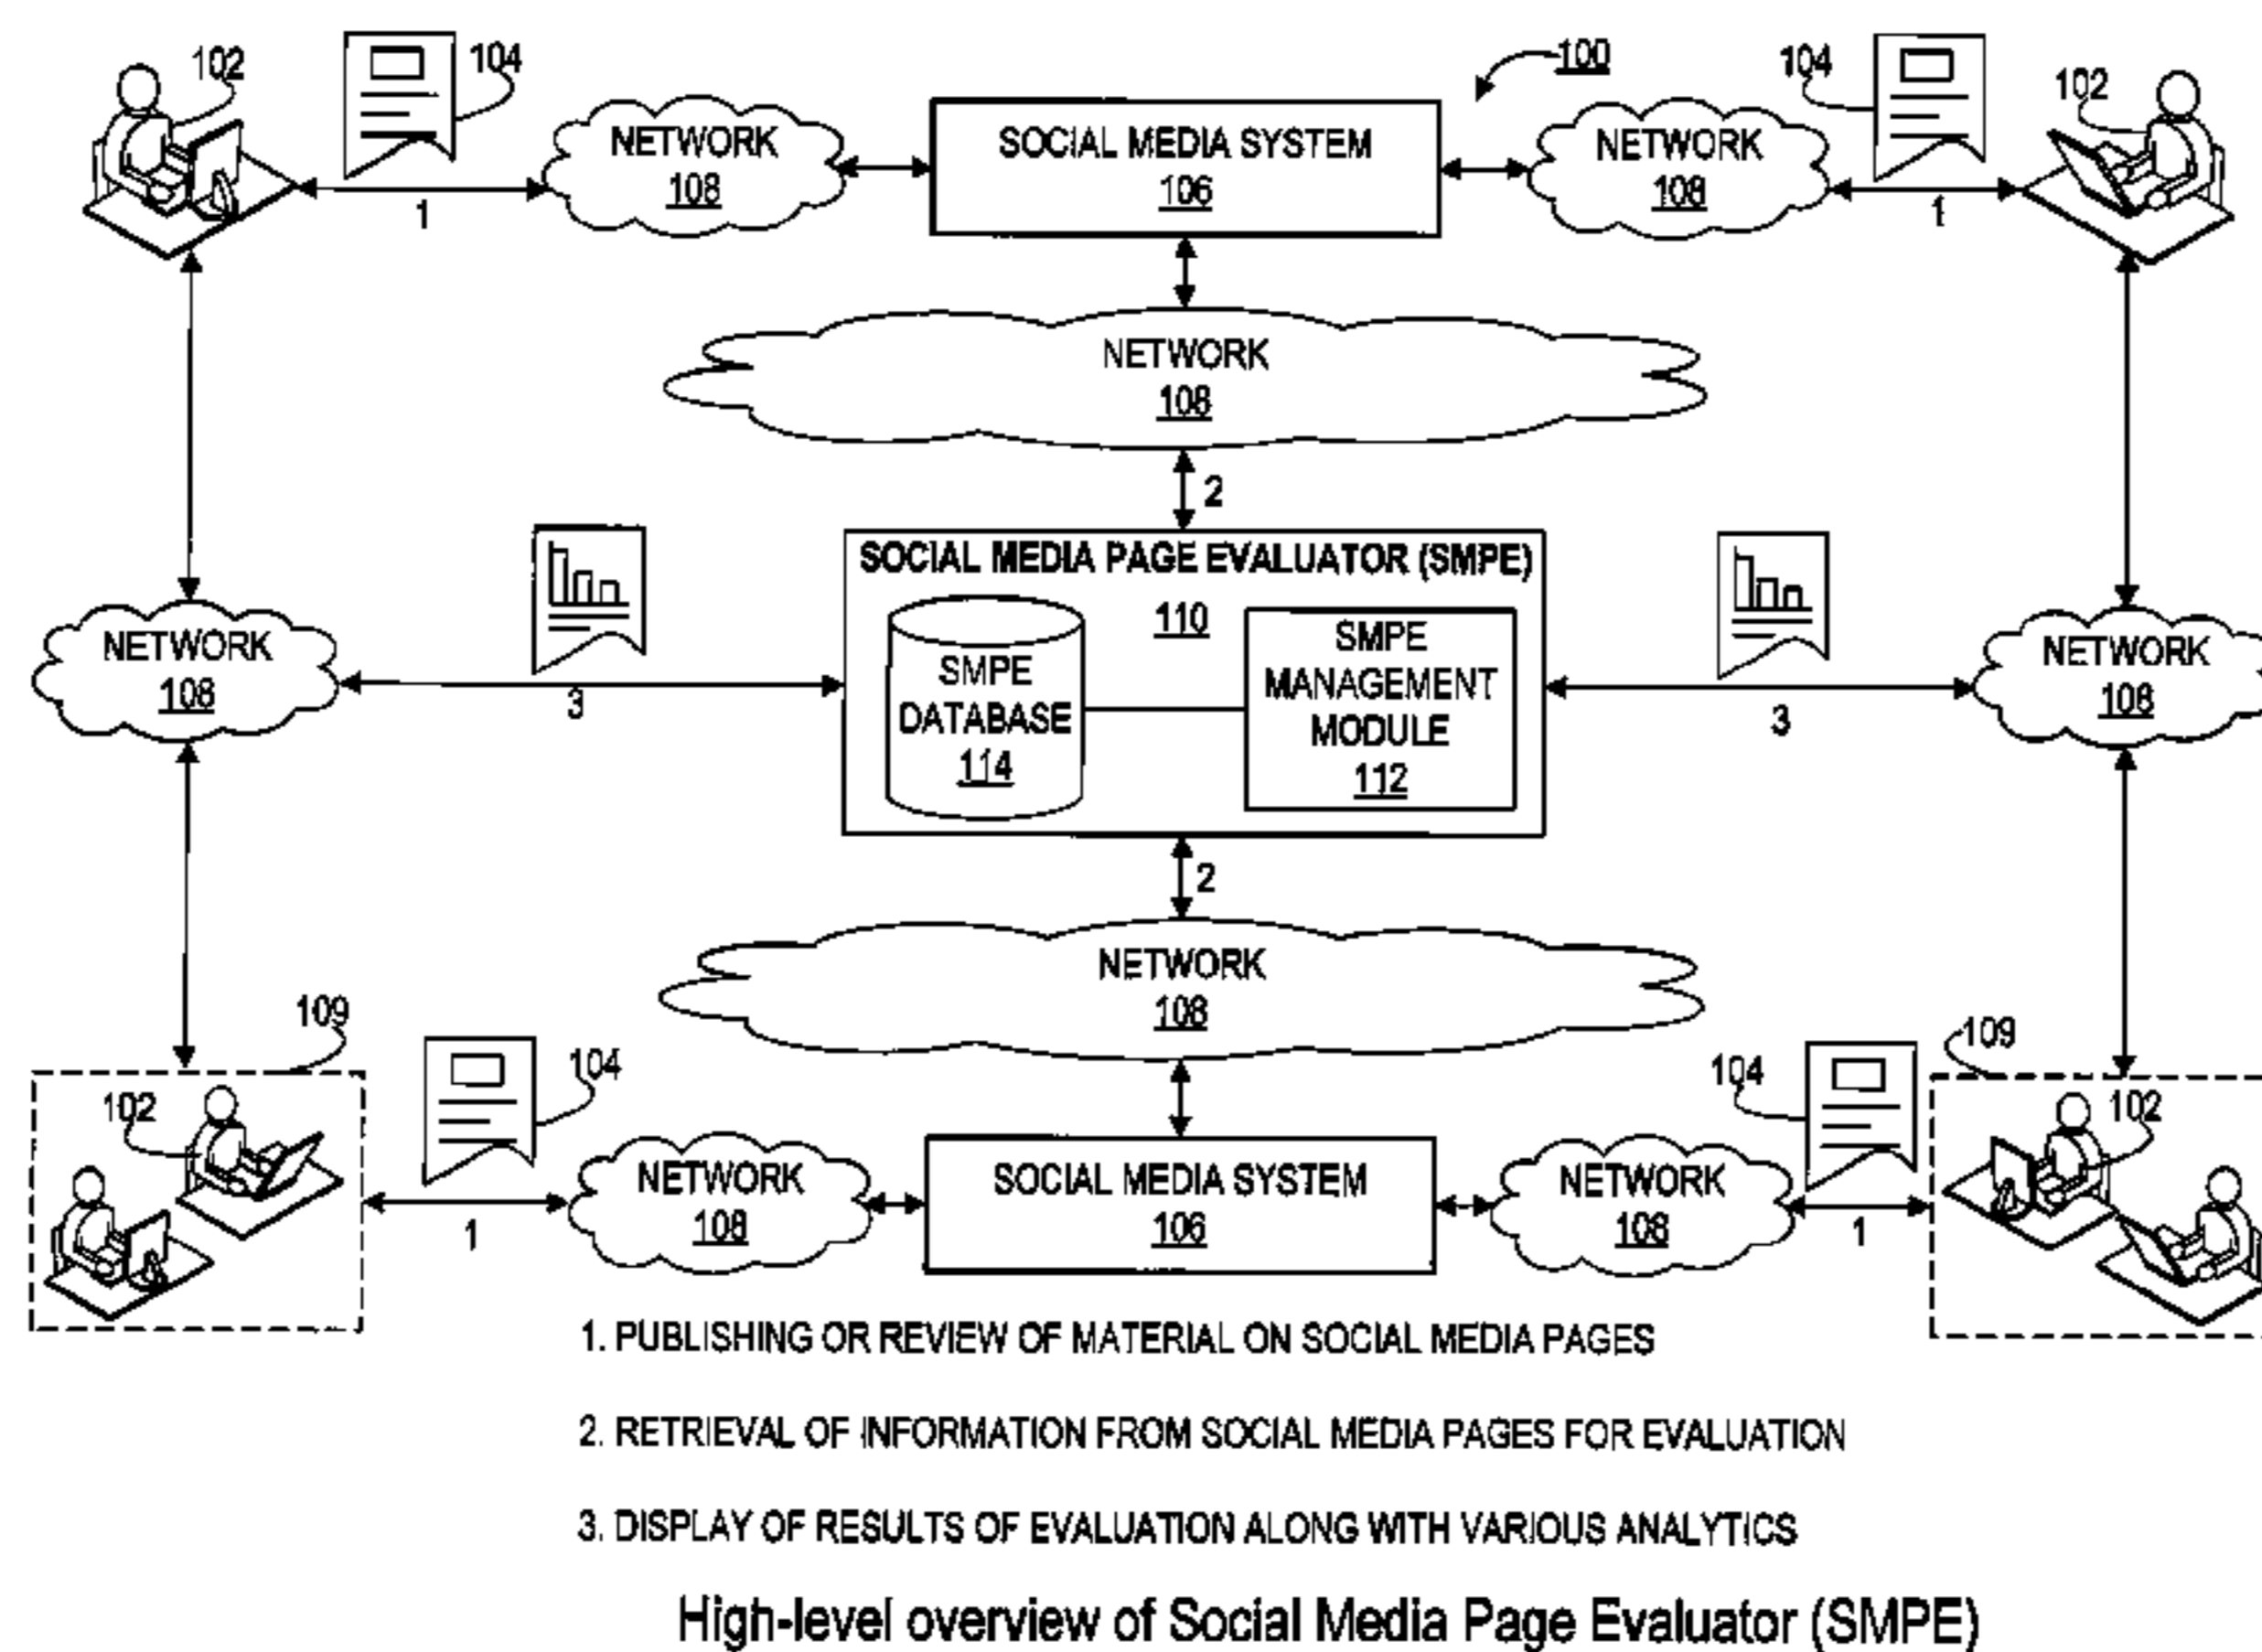 102
104
100
104
102
NETWORK
108
SOCIAL MEDIA SYSTEM
106
NETWORK
108
1
1
NETWORK
108
2
SOCIAL MEDIA PAGE EVALUATOR (SMPE)
110
SMPE
DATABASE
114
SMPE
MANAGEMENT
MODULE
112
NETWORK
108
3
3
NETWORK
108
2
NETWORK
108
109
104
104
109
102
102
NETWORK
108
SOCIAL MEDIA SYSTEM
106
NETWORK
108
1
1
1. PUBLISHING OR REVIEW OF MATERIAL ON SOCIAL MEDIA PAGES
2. RETRIEVAL OF INFORMATION FROM SOCIAL MEDIA PAGES FOR EVALUATION
3. DISPLAY OF RESULTS OF EVALUATION ALONG WITH VARIOUS ANALYTICS
High-level overview of Social Media Page Evaluator (SMPE)